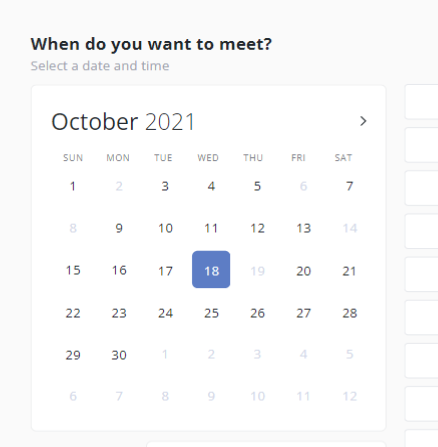 When do you want to meet?
Select a date and time
October 2021
SUN MON TUE WED THU FRI SAT
1 2 3 4 5 6 7
8 9 10 11 12 13 14
15 16 17 18 19 20 21
22 23 24 25 26 27 28
29 30 1 2 3 4 5
6 7 8 9 10 11 12